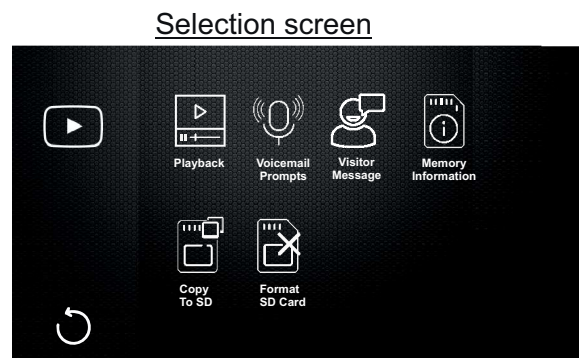 Selection screen
Playback
Voicemail
Prompts
Visitor
Message
Memory
Information
Copy
To SD
Format
SD Card